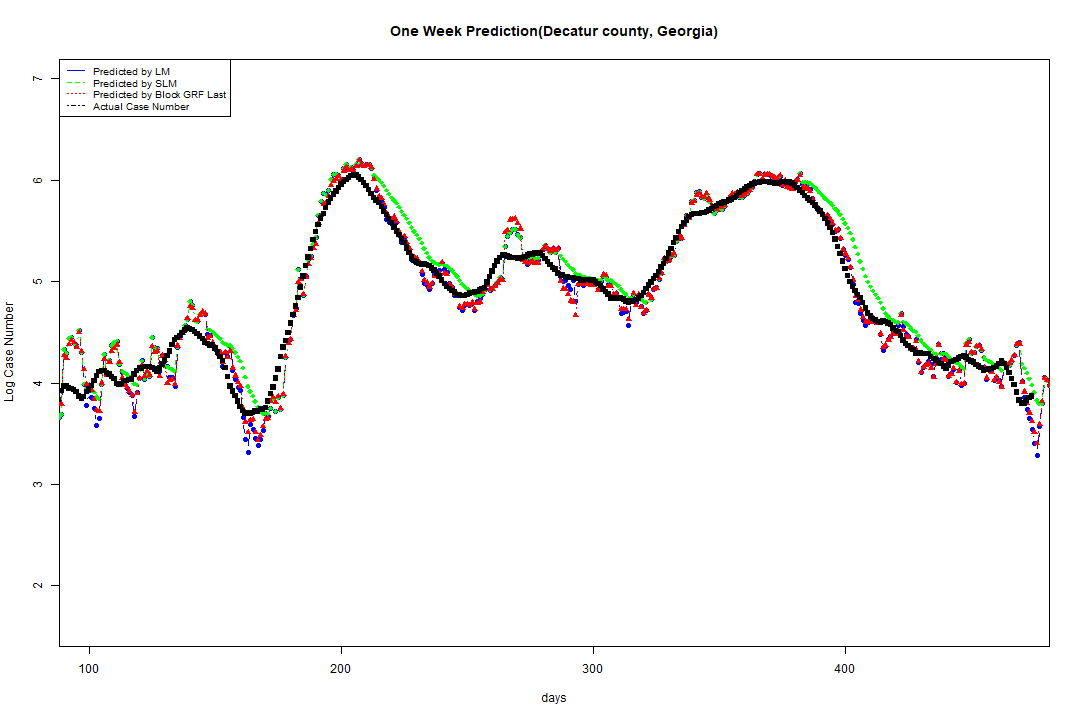 One Week Prediction(Decatur county, Georgia)
Predicted by LM
Predicted by SLM
Predicted by Block GRF Last
Actual Case Number
7
6
5
4
3
2
Log Case Number
100 200 300 400
days